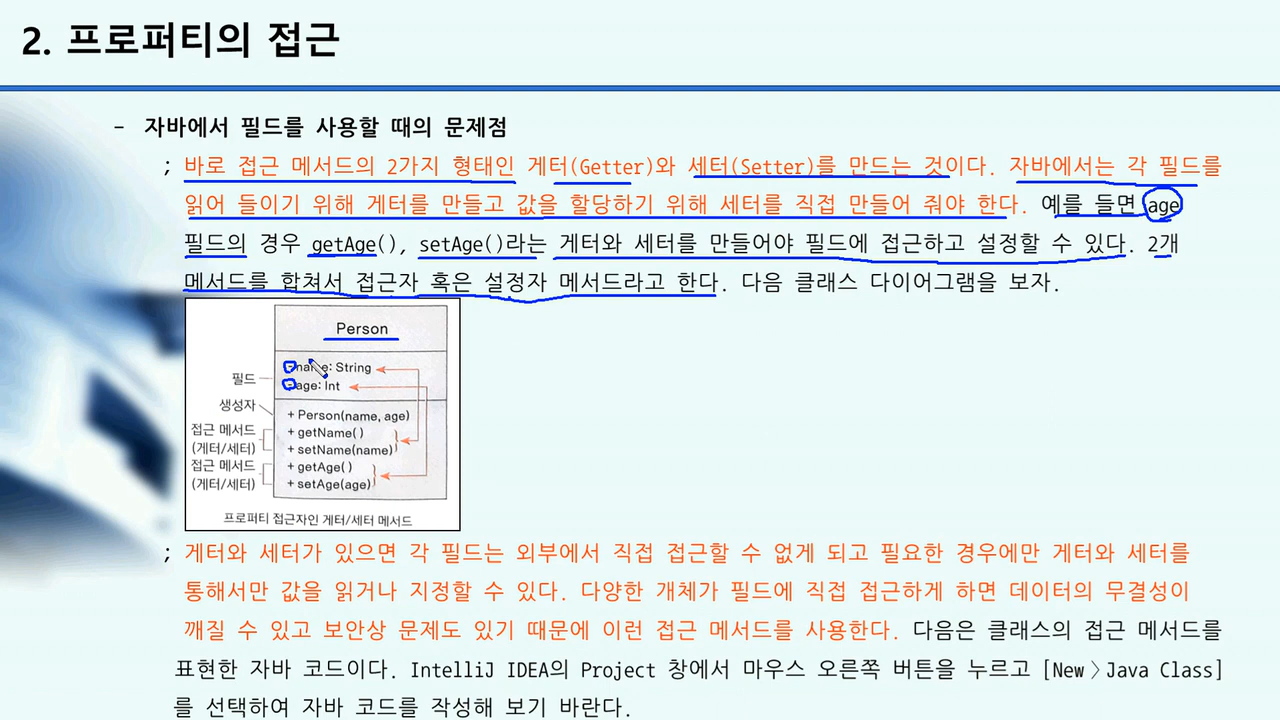 2. 프로퍼티의 접근
- 자바에서 필드를 사용할 때의 문제점
; 바로 접근 메서드의 2가지 형태인 게터(Getter)와 세터(Setter)를 만드는 것이다. 자바에서는 각 필드를
읽어 들이기 위해 게터를 만들고 값을 할당하기 위해 세터를 직접 만들어 줘야 한다. 예를 들면 age
필드의 경우 getAge(), setAge()라는 게터와 세터를 만들어야 필드에 접근하고 설정할 수 있다. 2개
메서드를 합쳐서 접근자 혹은 설정자 메서드라고 한다. 다음 클래스 다이어그램을 보자.
Person
name: String
필드
age: Int
생성자
+ Person(name, age)
접근 메서드
+ getName( )
(게터/세터)
+ setName(name)
접근 메서드
+ getAge( )
(게터/세터)
+ setAge(age)
프로퍼티 접근자인 게터/세터 메서드
; 게터와 세터가 있으면 각 필드는 외부에서 직접 접근할 수 없게 되고 필요한 경우에만 게터와 세터를
통해서만 값을 읽거나 지정할 수 있다. 다양한 개체가 필드에 직접 접근하게 하면 데이터의 무결성이
깨질 수 있고 보안상 문제도 있기 때문에 이런 접근 메서드를 사용한다. 다음은 클래스의 접근 메서드를
표현한 자바 코드이다. IntelliJ IDEA의 Project 창에서 마우스 오른쪽 버튼을 누르고 [New 〉Java Class]
를 선택하여 자바 코드를 작성해 보기 바란다.